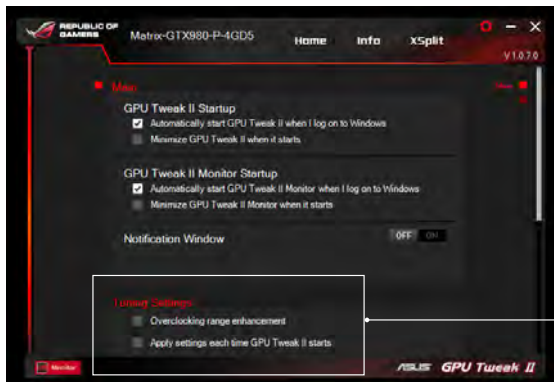 REPUBLIC OF
GAMERS
Matrix-GTX980-P-4GD5
Home Info XSplit
V 1.0.7.0
Main
GPU Tweak II Startup
Automatically start GPU Tweak II when I log on to Windows
Minimize GPU Tweak II when it starts
GPU Tweak II Monitor Startup
Automatically start GPU Tweak II Monitor when I log on to Windows
Minimize GPU Tweak II Monitor when it starts
Notification Window OFF ON
Tuning Settings
Overclocking range enhancement
Apply settings each time GPU Tweak II starts
Monitor
ASUS GPU Tweak II